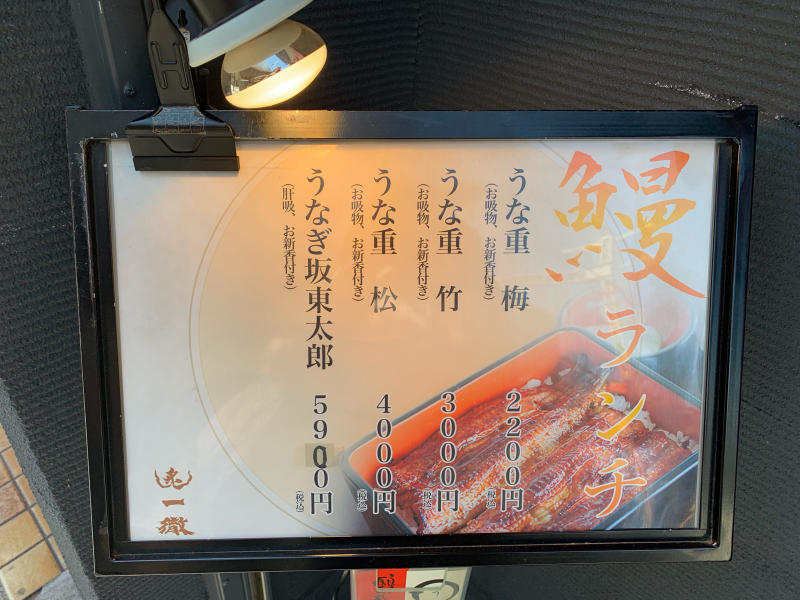 鰻ランチ
うな重 梅
(お吸物、お新香付き)
2200円
(税込)
うな重 竹
(お吸物、お新香付き)
3000円
(税込)
うな重 松
(お吸物、お新香付き)
4000円
(税込)
うなぎ坂東太郎
(肝吸、お新香付き)
5900円
(税込)
一徹